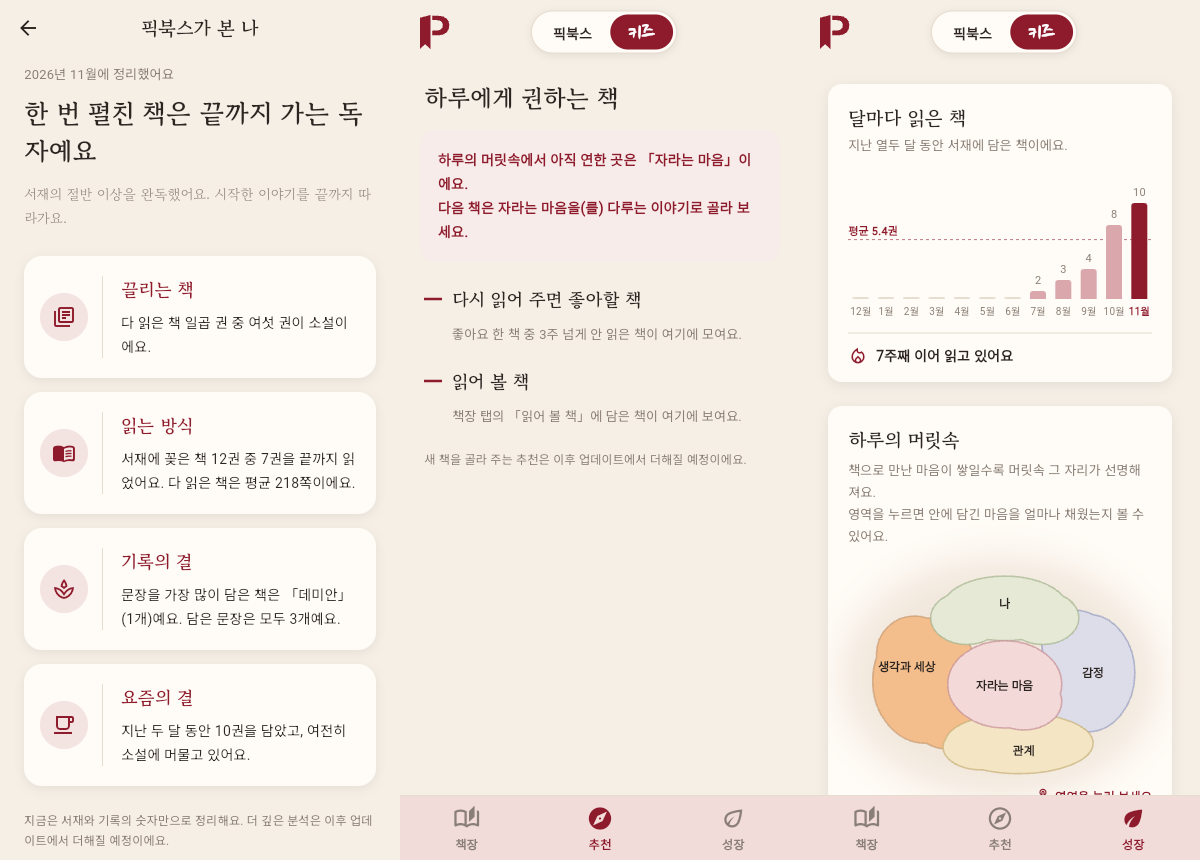 픽북스가 본 나
2026년 11월에 정리했어요
한 번 펼친 책은 끝까지 가는 독
자예요
서재의 절반 이상을 완독했어요. 시작한 이야기를 끝까지 따
라가요.
끌리는 책
다 읽은 책 일곱 권 중 여섯 권이 소설이
에요.
읽는 방식
서재에 꽂은 책 12권 중 7권을 끝까지 읽
었어요. 다 읽은 책은 평균 218쪽이에요.
기록의 결
문장을 가장 많이 담은 책은 「데미안」
(1개)예요. 담은 문장은 모두 3개예요.
요즘의 결
지난 두 달 동안 10권을 담았고, 여전히
소설에 머물고 있어요.
지금은 서재와 기록의 숫자만으로 정리해요. 더 깊은 분석은 이후 업데
이트에서 더해질 예정이에요.
P
픽북스
키즈
하루에게 권하는 책
하루의 머릿속에서 아직 연한 곳은 「자라는 마음」이
에요.
다음 책은 자라는 마음을(를) 다루는 이야기로 골라 보
세요.
다시 읽어 주면 좋아할 책
좋아요 한 책 중 3주 넘게 안 읽은 책이 여기에 모여요.
읽어 볼 책
책장 탭의 「읽어 볼 책」에 담은 책이 여기에 보여요.
새 책을 골라 주는 추천은 이후 업데이트에서 더해질 예정이에요.
책장
추천
성장
P
픽북스
키즈
달마다 읽은 책
지난 열두 달 동안 서재에 담은 책이에요.
10
8
평균 5.4권
4
3
2
12월 1월 2월 3월 4월 5월 6월 7월 8월 9월 10월 11월
7주째 이어 읽고 있어요
하루의 머릿속
책으로 만난 마음이 쌓일수록 머릿속 그 자리가 선명해
져요.
영역을 누르면 안에 담긴 마음을 얼마나 채웠는지 볼 수
있어요.
나
생각과 세상
감정
자라는 마음
관계
책장
추천
성장